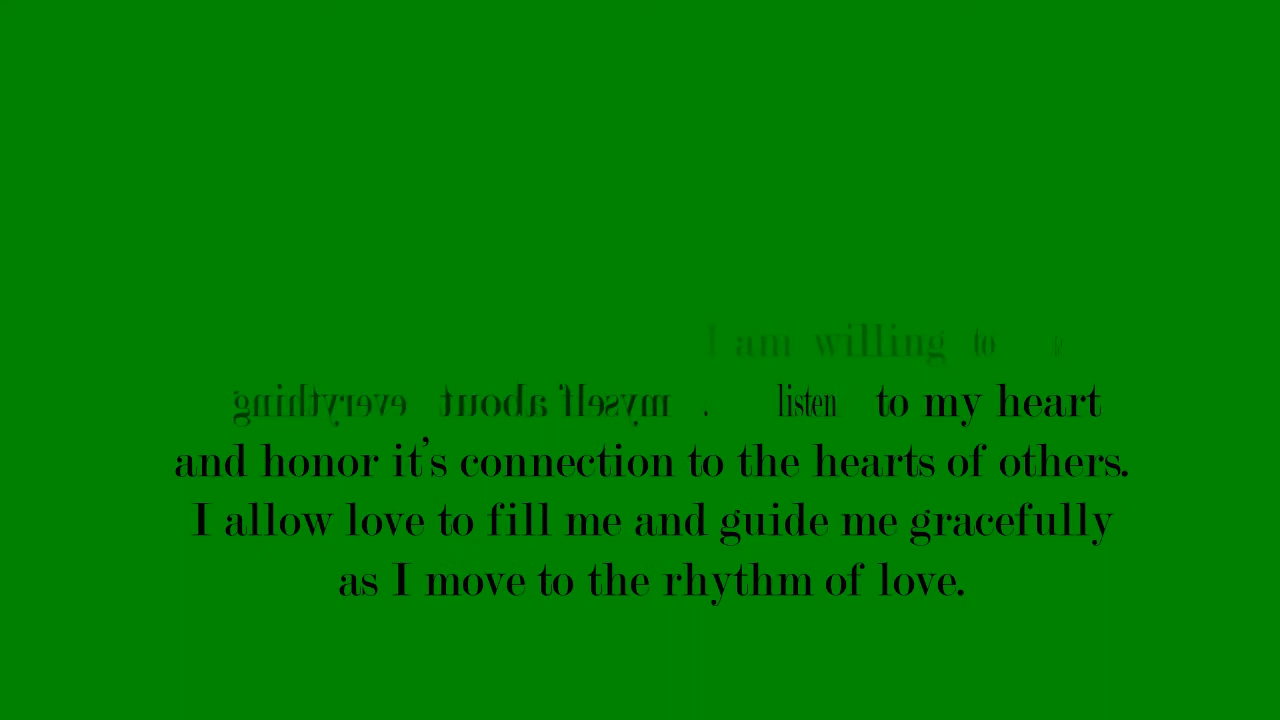 I am willing to
everything about myself . listen to my heart
and honor it’s connection to the hearts of others.
I allow love to fill me and guide me gracefully
as I move to the rhythm of love.